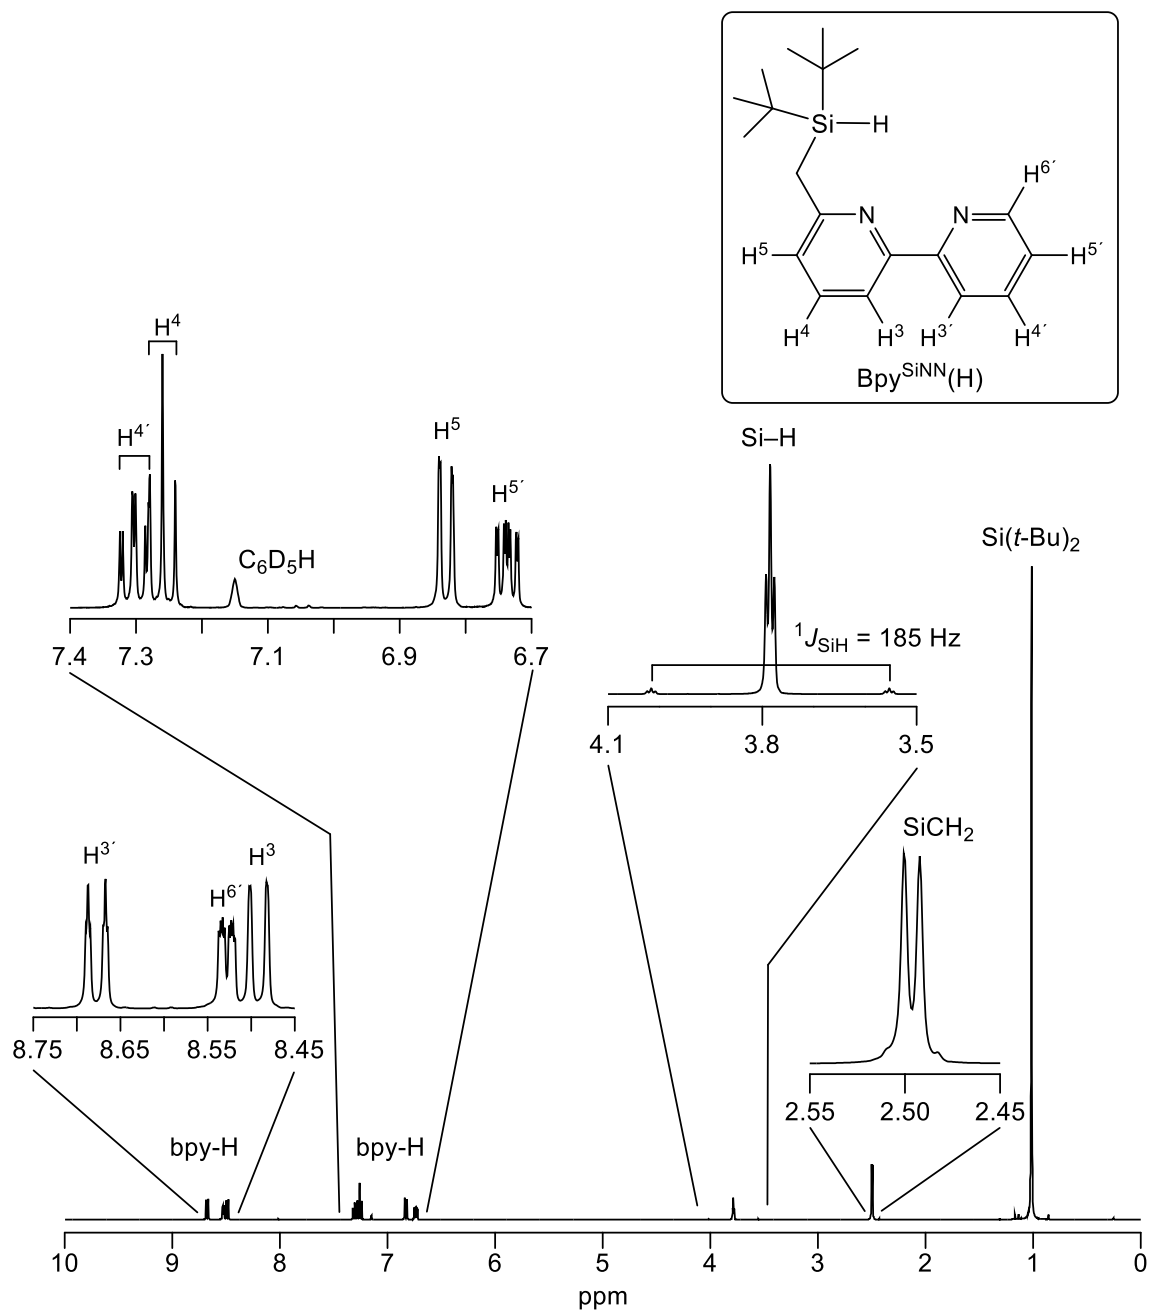 Si
H
N
N
H⁶´
H⁵
H⁵´
H⁴
H³
H³´
H⁴´
Bpy^SiNN(H)
H⁴
H⁴´
H⁵
H⁵´
C₆D₅H
7.4 7.3 7.1 6.9 6.7
Si–H
¹J_SiH = 185 Hz
4.1 3.8 3.5
Si(t-Bu)₂
H³´
H⁶´
H³
8.75 8.65 8.55 8.45
SiCH₂
2.55 2.50 2.45
bpy-H
bpy-H
10 9 8 7 6 5 4 3 2 1 0
ppm